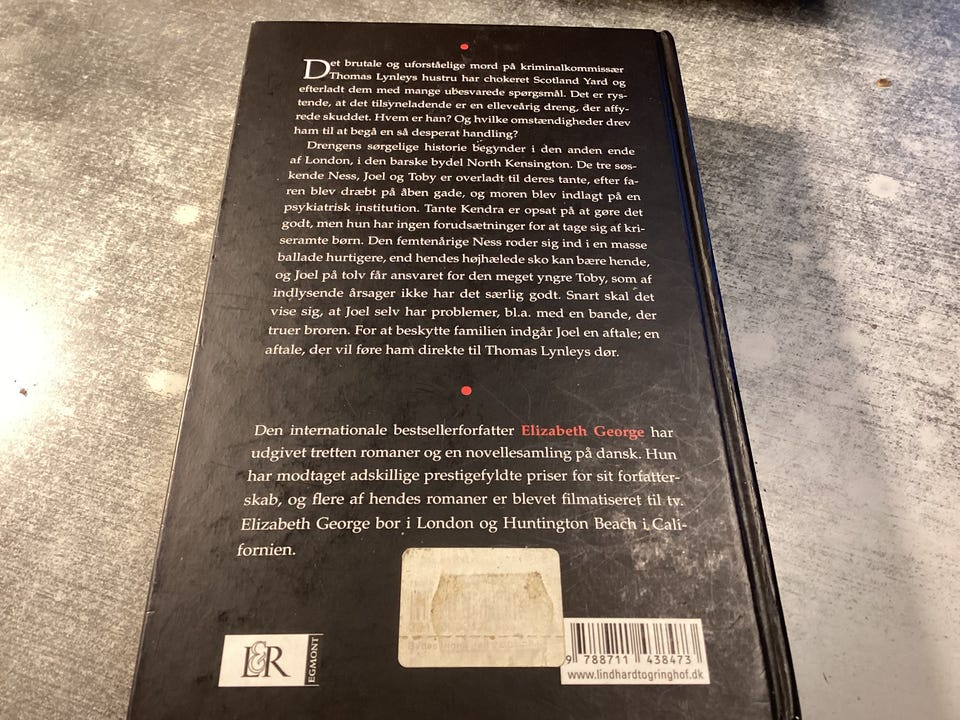 Det brutale og uforståelige mord på kriminalkommissær
Thomas Lynleys hustru har chokeret Scotland Yard og
efterladt dem med mange ubesvarede spørgsmål. Det er rys-
tende, at det tilsyneladende er en elleveårig dreng, der affy-
rede skuddet. Hvem er han? Og hvilke omstændigheder drev
ham til at begå en så desperat handling?
Drengens sørgelige historie begynder i den anden ende
af London, i den barske bydel North Kensington. De tre søs-
kende Ness, Joel og Toby er overladt til deres tante, efter fa-
ren blev dræbt på åben gade, og moren blev indlagt på en
psykiatrisk institution. Tante Kendra er opsat på at gøre det
godt, men hun har ingen forudsætninger for at tage sig af kri-
seramte børn. Den femtenårige Ness roder sig ind i en masse
ballade hurtigere, end hendes højhælede sko kan bære hende,
og Joel på tolv får ansvaret for den meget yngre Toby, som af
indlysende årsager ikke har det særlig godt. Snart skal det
vise sig, at Joel selv har problemer, bl.a. med en bande, der
truer broren. For at beskytte familien indgår Joel en aftale; en
aftale, der vil føre ham direkte til Thomas Lynleys dør.
Den internationale bestsellerforfatter Elizabeth George har
udgivet tretten romaner og en novellesamling på dansk. Hun
har modtaget adskillige prestigefyldte priser for sit forfatter-
skab, og flere af hendes romaner er blevet filmatiseret til tv.
Elizabeth George bor i London og Huntington Beach i Cali-
fornien.
L&R
EGMONT
9 788711 438473
www.lindhardtogringhof.dk